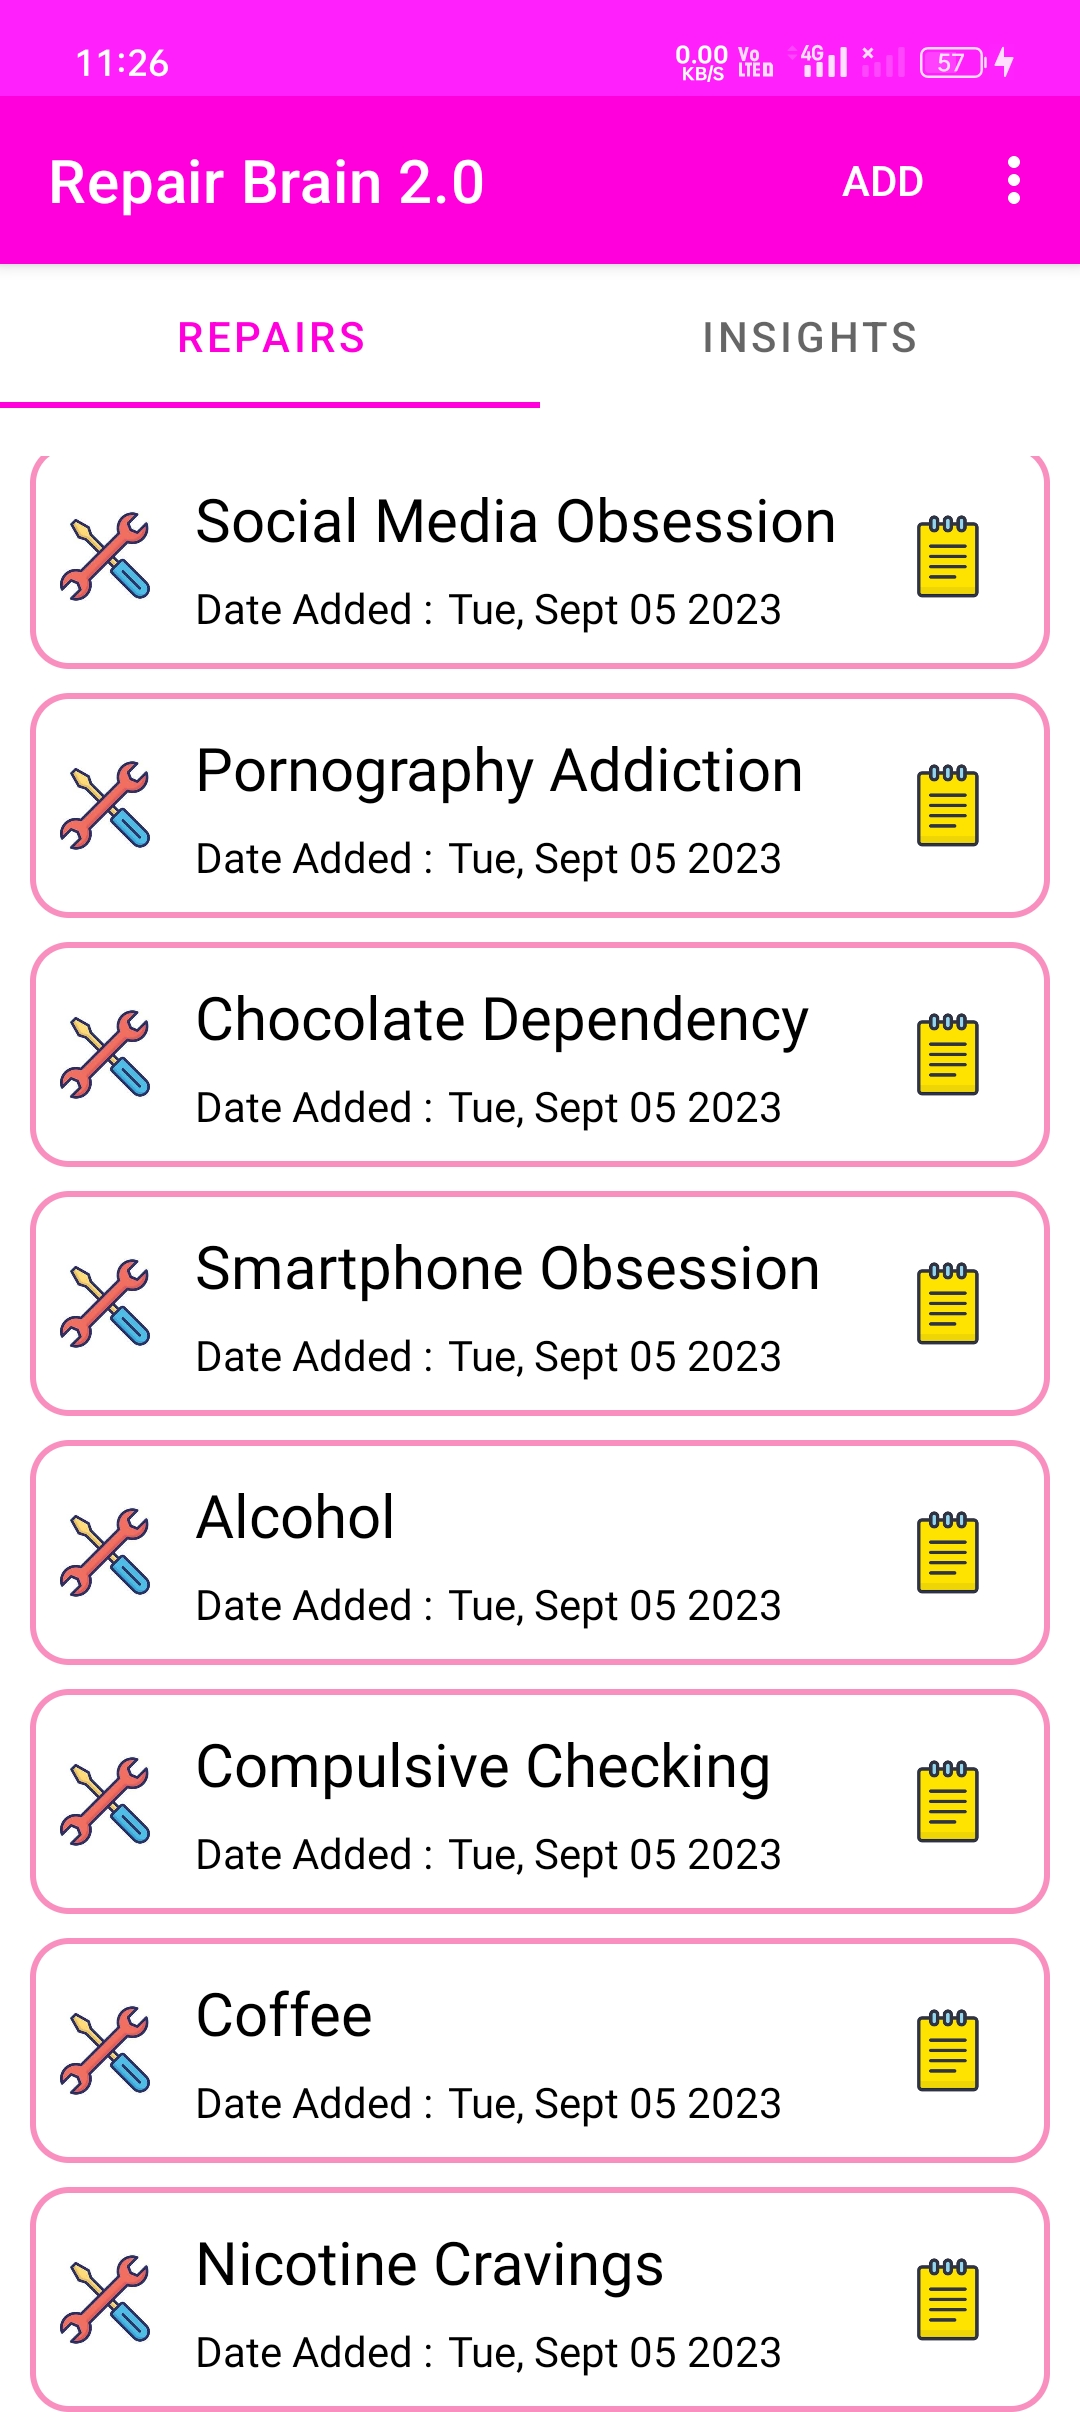 11:26 0.00 KB/S Vo LTE D 4G 57
Repair Brain 2.0 ADD
REPAIRS INSIGHTS
Social Media Obsession
Date Added : Tue, Sept 05 2023
Pornography Addiction
Date Added : Tue, Sept 05 2023
Chocolate Dependency
Date Added : Tue, Sept 05 2023
Smartphone Obsession
Date Added : Tue, Sept 05 2023
Alcohol
Date Added : Tue, Sept 05 2023
Compulsive Checking
Date Added : Tue, Sept 05 2023
Coffee
Date Added : Tue, Sept 05 2023
Nicotine Cravings
Date Added : Tue, Sept 05 2023